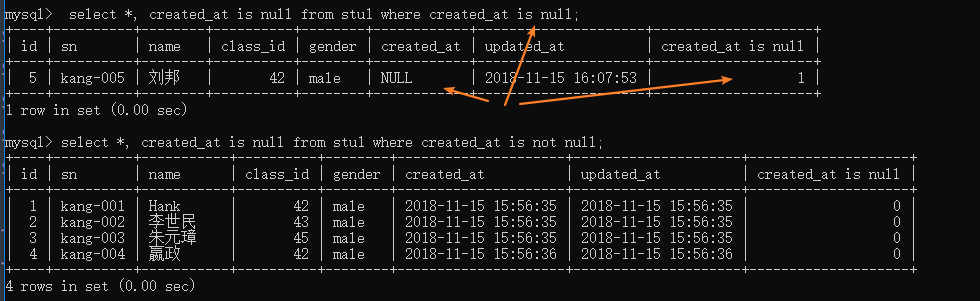 mysql>  select *, created_at is null from stul where created_at is null;
| id | sn | name | class_id | gender | created_at | updated_at | created_at is null |
| 5 | kang-005 | 刘邦 | 42 | male | NULL | 2018-11-15 16:07:53 | 1 |
1 row in set (0.00 sec)
mysql> select *, created_at is null from stul where created_at is not null;
| id | sn | name | class_id | gender | created_at | updated_at | created_at is null |
| 1 | kang-001 | Hank | 42 | male | 2018-11-15 15:56:35 | 2018-11-15 15:56:35 | 0 |
| 2 | kang-002 | 李世民 | 43 | male | 2018-11-15 15:56:35 | 2018-11-15 15:56:35 | 0 |
| 3 | kang-003 | 朱元璋 | 45 | male | 2018-11-15 15:56:35 | 2018-11-15 15:56:35 | 0 |
| 4 | kang-004 | 嬴政 | 42 | male | 2018-11-15 15:56:36 | 2018-11-15 15:56:36 | 0 |
4 rows in set (0.00 sec)